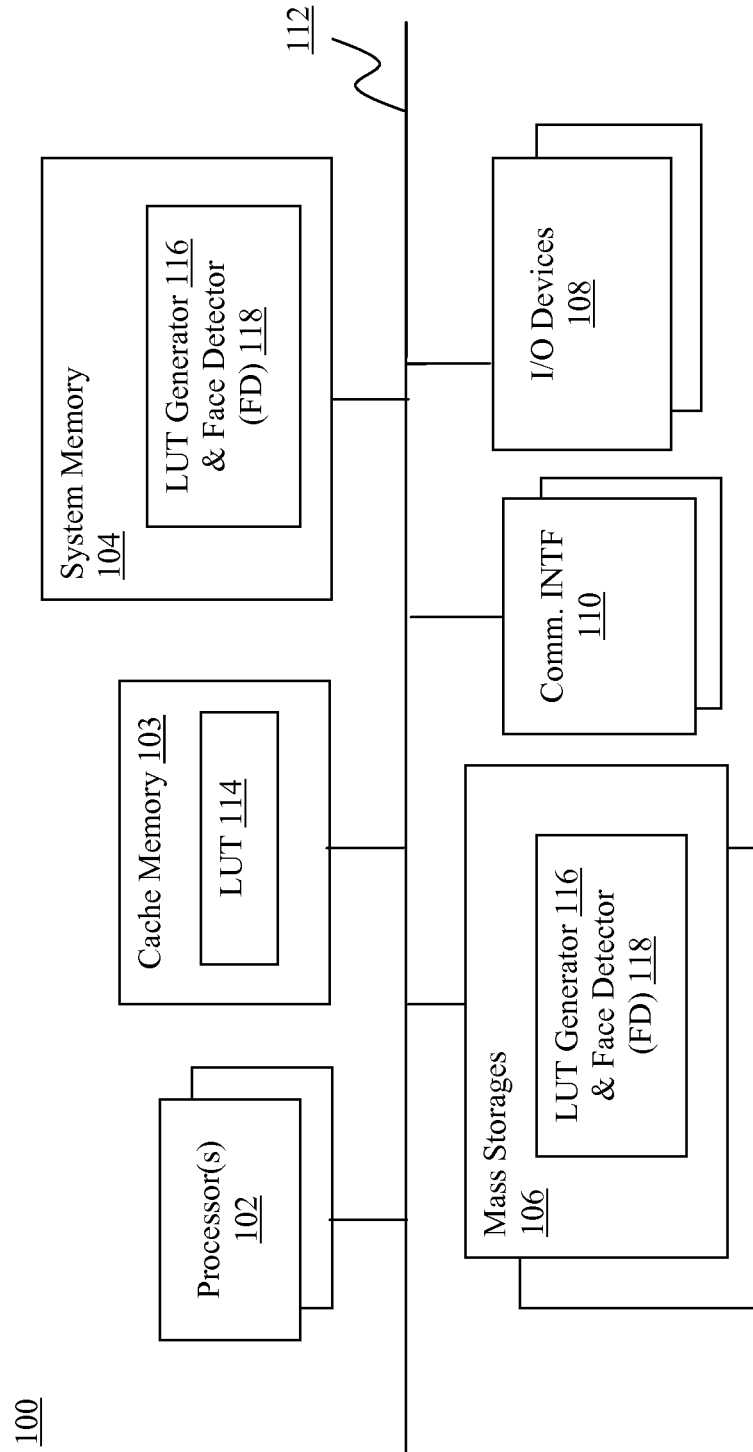 100
Processor(s)
102
Cache Memory 103
LUT 114
System Memory
104
LUT Generator 116
& Face Detector
(FD) 118
112
Mass Storages
106
LUT Generator 116
& Face Detector
(FD) 118
Comm. INTF
110
I/O Devices
108